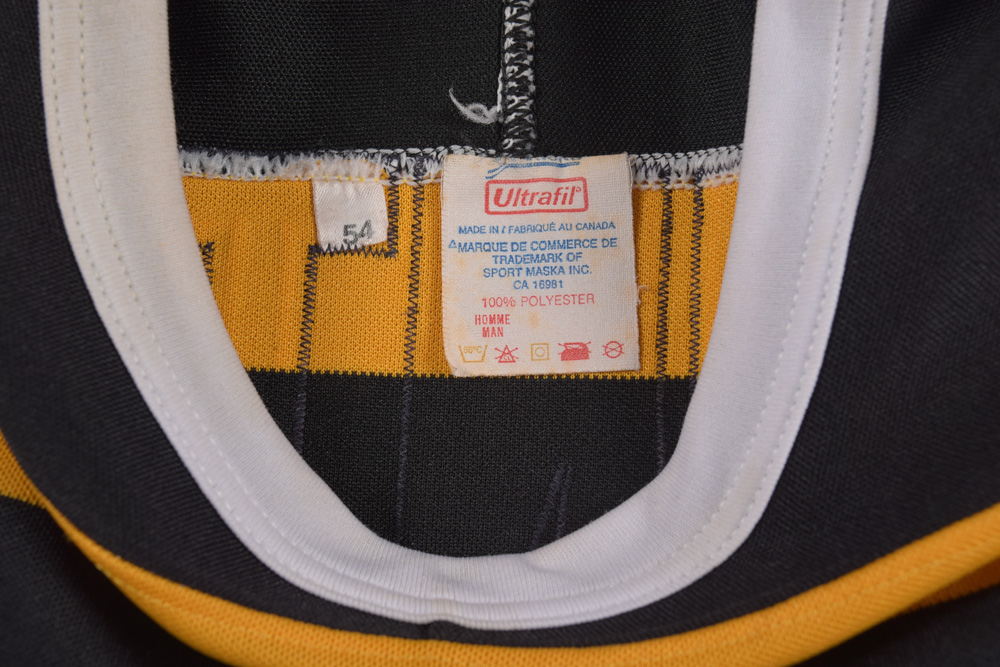 54
Ultrafil®
MADE IN / FABRIQUÉ AU CANADA
MARQUE DE COMMERCE DE
TRADEMARK OF
SPORT MASKA INC.
CA 16981
100% POLYESTER
HOMME
MAN
50°C